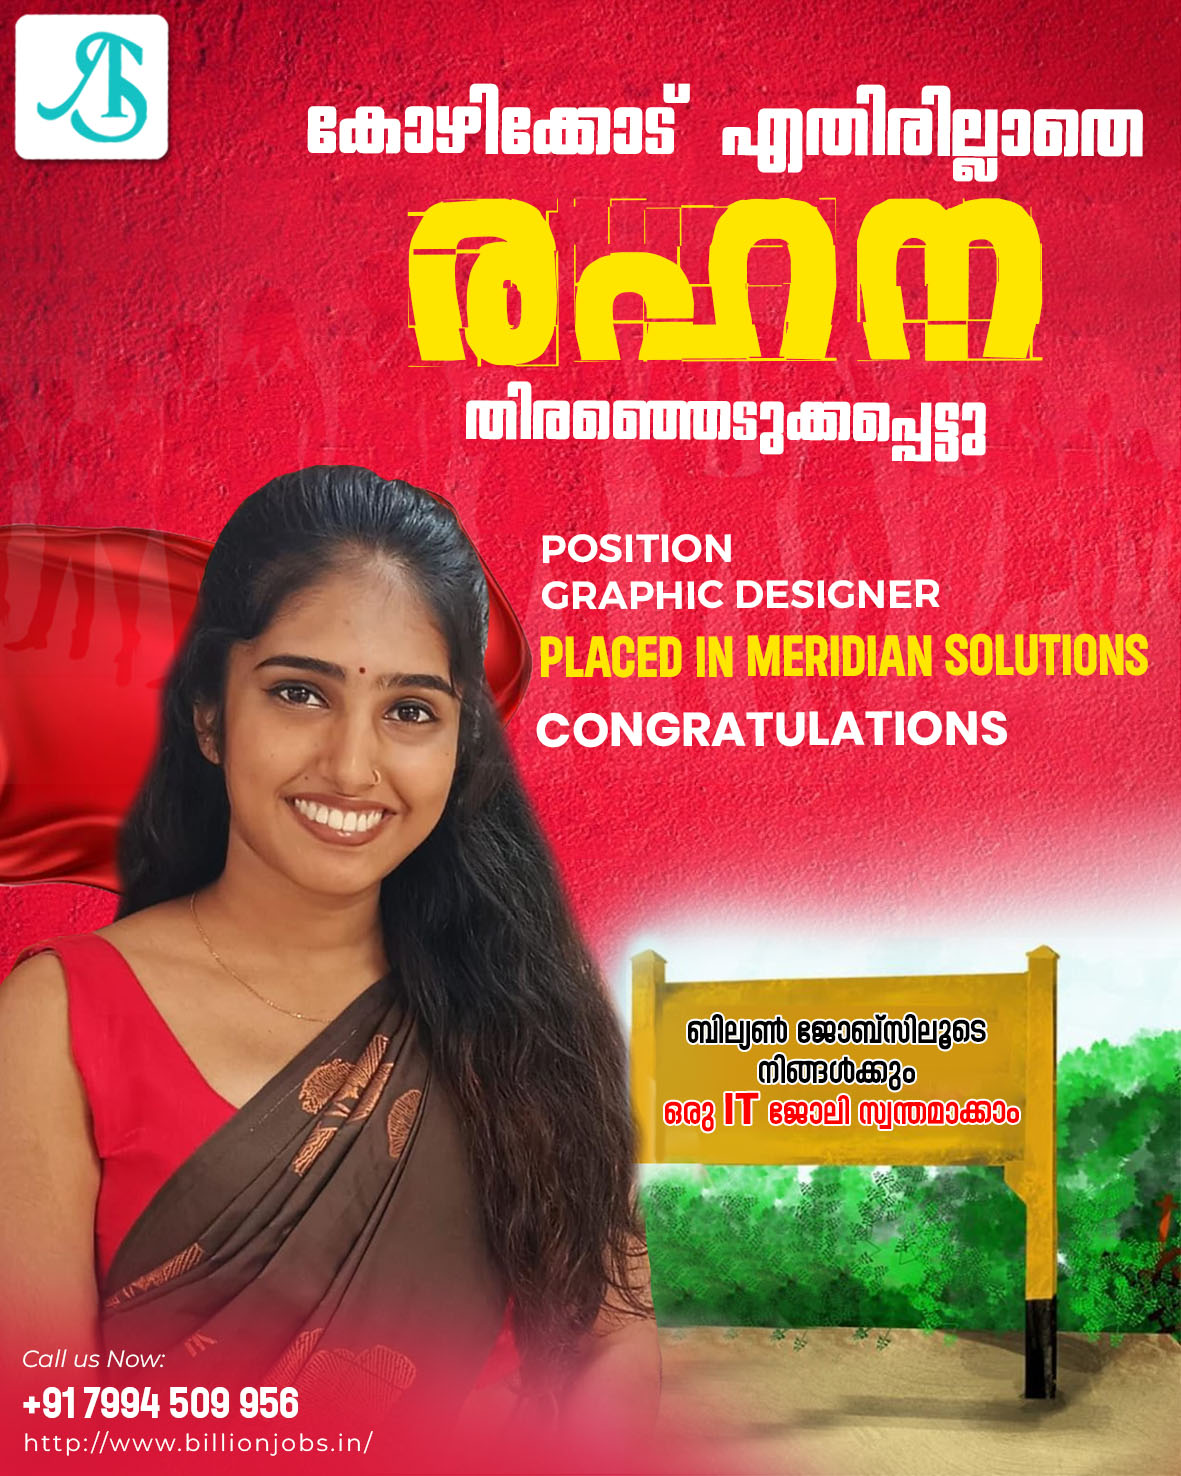 കോഴിക്കോട് എതിരില്ലാതെ
രഹന
തിരഞ്ഞെടുക്കപ്പെട്ടു
POSITION
GRAPHIC DESIGNER
PLACED IN MERIDIAN SOLUTIONS
CONGRATULATIONS
ബില്യൺ ജോബ്സിലൂടെ
നിങ്ങൾക്കും
ഒരു IT ജോലി സ്വന്തമാക്കാം
Call us Now:
+91 7994 509 956
http://www.billionjobs.in/